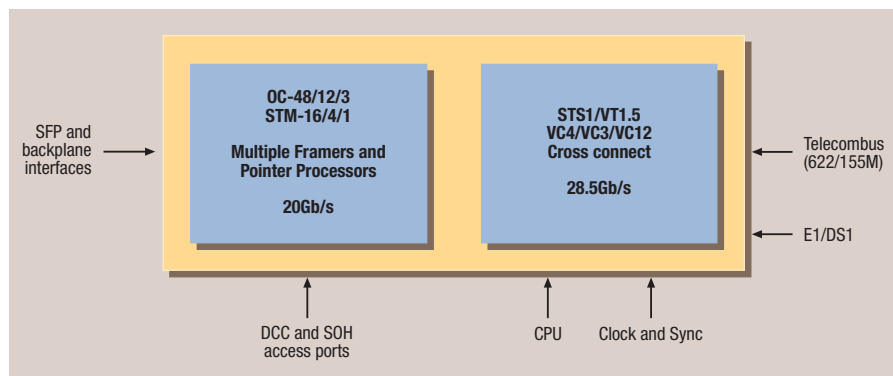 OC-48/12/3
STM-16/4/1
Multiple Framers and
Pointer Processors
20Gb/s
STS1/VT1.5
VC4/VC3/VC12
Cross connect
28.5Gb/s
SFP and
backplane
interfaces
Telecombus
(622/155M)
E1/DS1
DCC and SOH
access ports
CPU
Clock and Sync